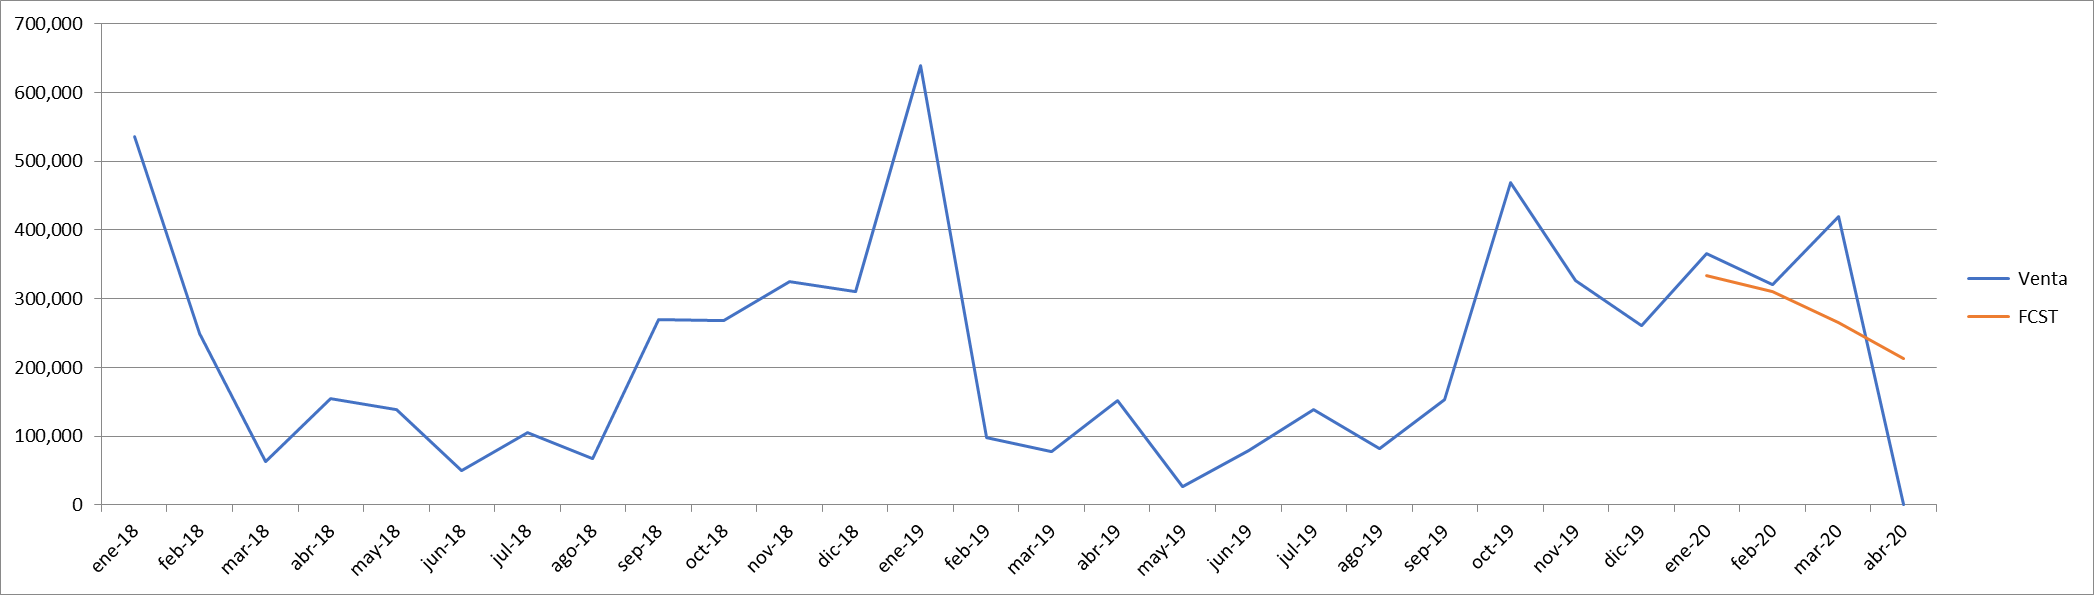 700,000
600,000
500,000
400,000
300,000
200,000
100,000
0
ene-18
feb-18
mar-18
abr-18
may-18
jun-18
jul-18
ago-18
sep-18
oct-18
nov-18
dic-18
ene-19
feb-19
mar-19
abr-19
may-19
jun-19
jul-19
ago-19
sep-19
oct-19
nov-19
dic-19
ene-20
feb-20
mar-20
abr-20
Venta
FCST